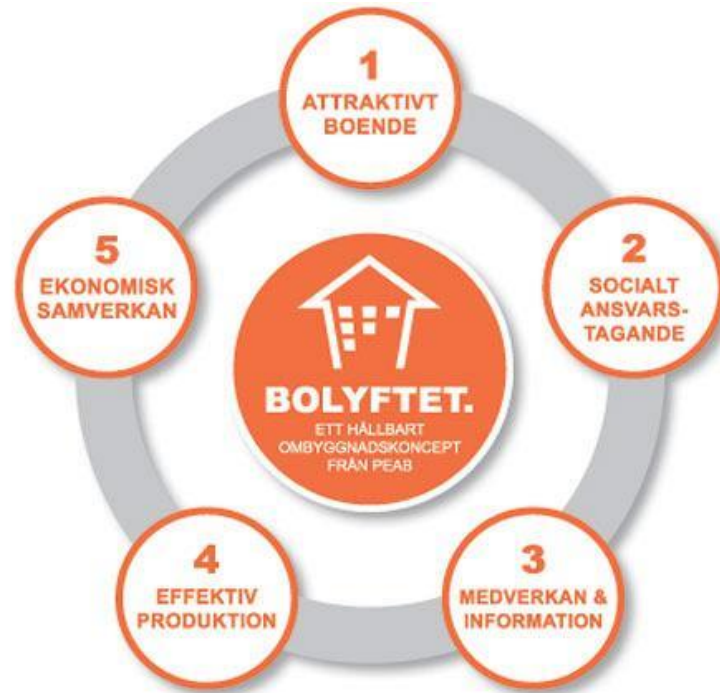 1
ATTRAKTIVT
BOENDE
2
SOCIALT
ANSVARS-
TAGANDE
3
MEDVERKAN &
INFORMATION
4
EFFEKTIV
PRODUKTION
5
EKONOMISK
SAMVERKAN
BOLYFTET.
ETT HÅLLBART
OMBYGGNADSKONCEPT
FRÅN PEAB